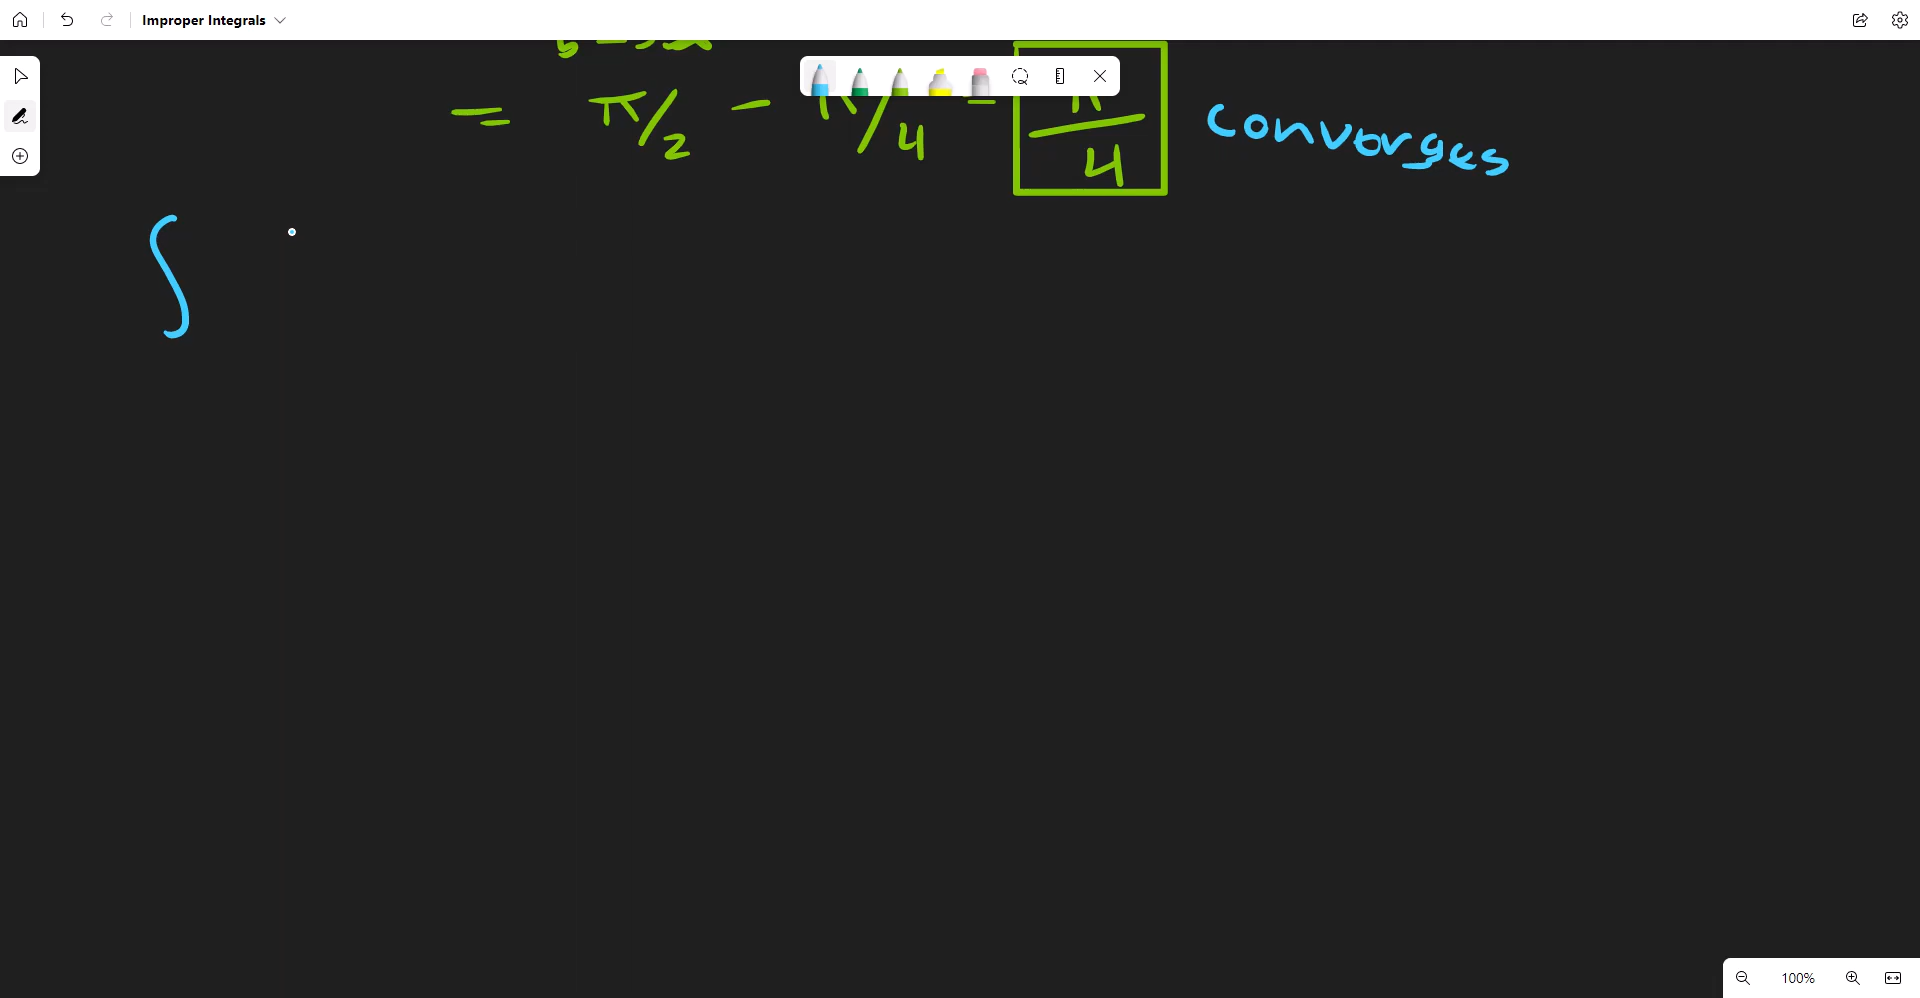 Improper Integrals
= π/2 - π/4 = π/4 converges
∫
100%